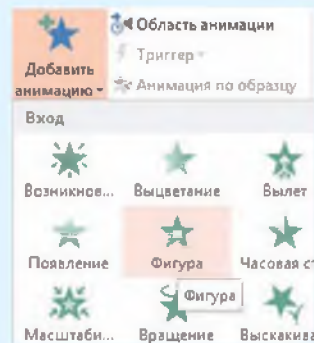 Добавить
анимацию
Область анимации
Триггер
Анимация по образцу
Вход
Возникнов...
Выцветание
Вылет
Появление
Фигура
Часовая ст
Фигура
Масштаби...
Вращение
Выскакива